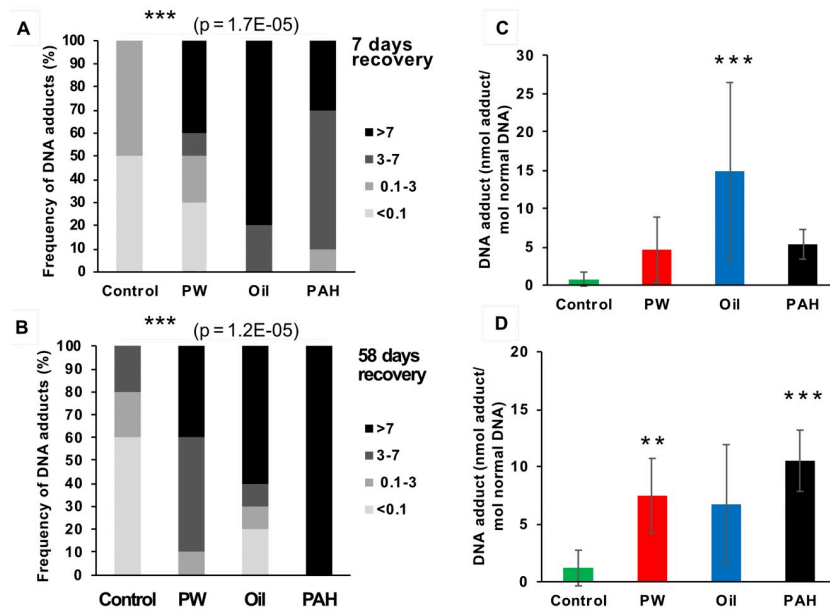 A
***
(p = 1.7E-05)
7 days
recovery
Frequency of DNA adducts (%)
100
90
80
70
60
50
40
30
20
10
0
Control PW Oil PAH
>7
3-7
0.1-3
<0.1
B
***
(p = 1.2E-05)
58 days
recovery
Frequency of DNA adducts (%)
100
90
80
70
60
50
40
30
20
10
0
Control PW Oil PAH
>7
3-7
0.1-3
<0.1
C
DNA adduct (nmol adduct/
mol normal DNA)
30
25
20
15
10
5
0
***
Control PW Oil PAH
D
DNA adduct (nmol adduct/
mol normal DNA)
20
15
10
5
0
**
***
Control PW Oil PAH